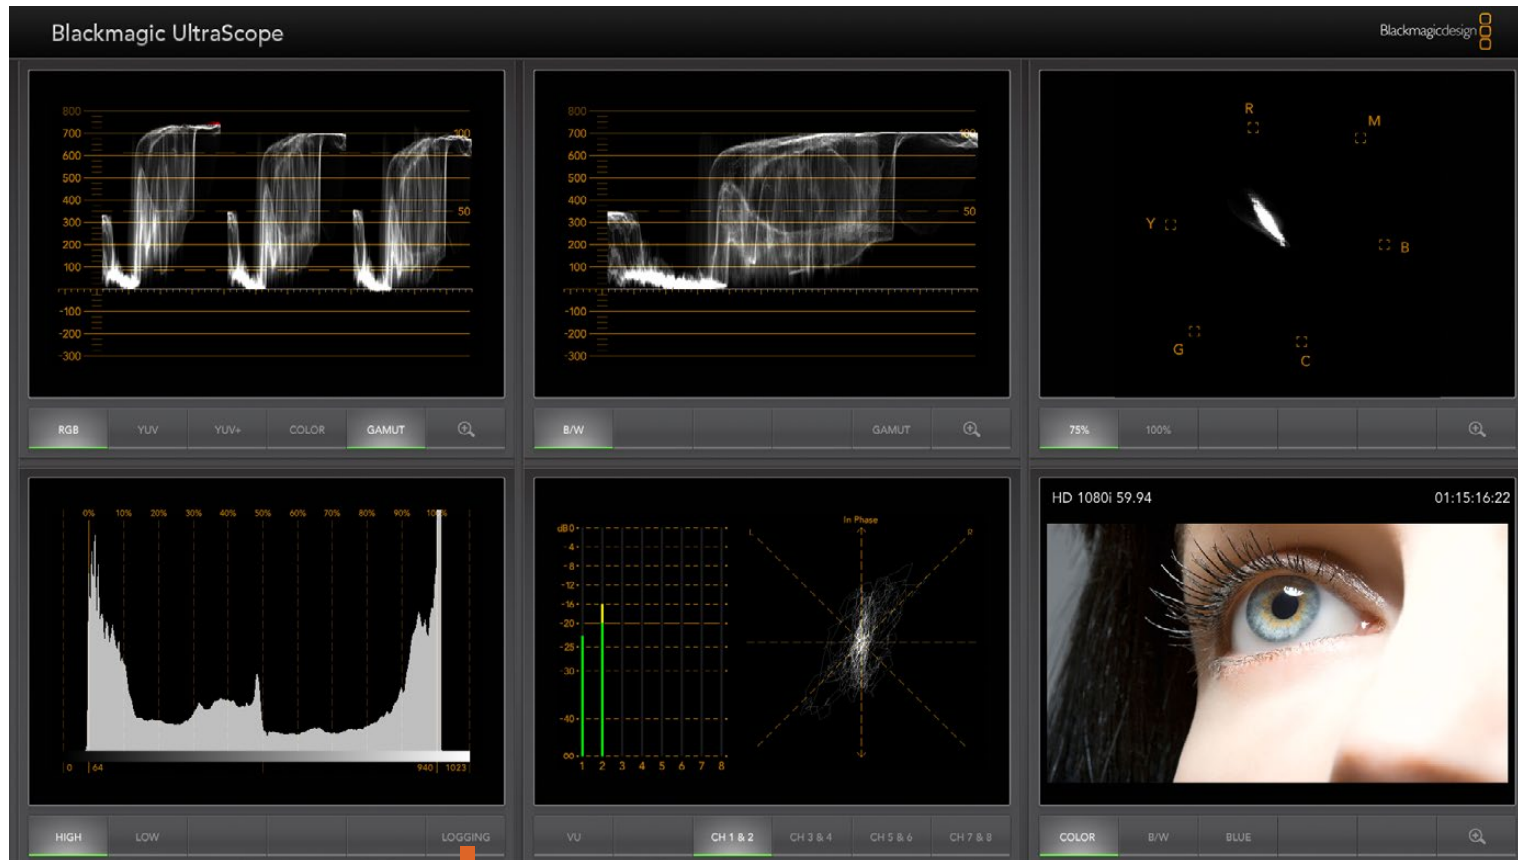 Blackmagic UltraScope
Blackmagicdesign
800
700
600
500
400
300
200
100
-100
-200
-300
100
50
800
700
600
500
400
300
200
100
-100
-200
-300
100
50
R
M
Y
B
G
C
RGB YUV YUV+ COLOR GAMUT
B/W GAMUT
75% 100%
0% 10% 20% 30% 40% 50% 60% 70% 80% 90% 100%
0 64 940 1023
dB 0
-4
-8
-12
-16
-20
-25
-30
-40
∞
1 2 3 4 5 6 7 8
In Phase
L R
HD 1080i 59.94 01:15:16:22
HIGH LOW LOGGING
VU CH 1 & 2 CH 3 & 4 CH 5 & 6 CH 7 & 8
COLOR B/W BLUE